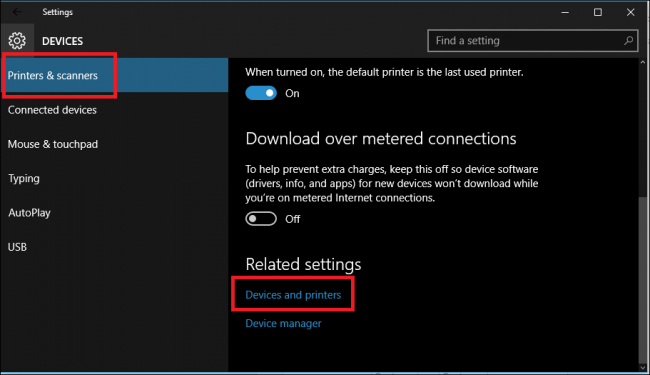 Settings
DEVICES
Find a setting
Printers & scanners
Connected devices
Mouse & touchpad
Typing
AutoPlay
USB
When turned on, the default printer is the last used printer.
On
Download over metered connections
To help prevent extra charges, keep this off so device software
(drivers, info, and apps) for new devices won't download while
you're on metered Internet connections.
Off
Related settings
Devices and printers
Device manager